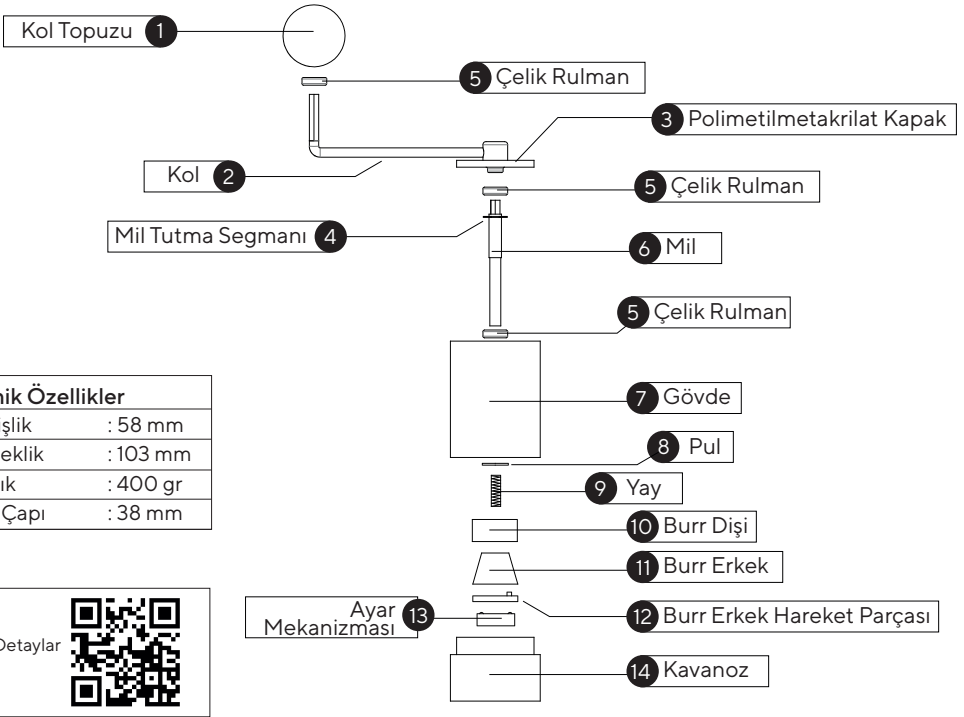 Kol Topuzu 1
5 Çelik Rulman
3 Polimetilmetakrilat Kapak
Kol 2
5 Çelik Rulman
Mil Tutma Segmanı 4
6 Mil
5 Çelik Rulman
7 Gövde
8 Pul
9 Yay
10 Burr Dişi
11 Burr Erkek
12 Burr Erkek Hareket Parçası
Ayar 13
Mekanizması
14 Kavanoz
Özellikler
: 58 mm
: 103 mm
: 400 gr
Çapı : 38 mm
Detaylar